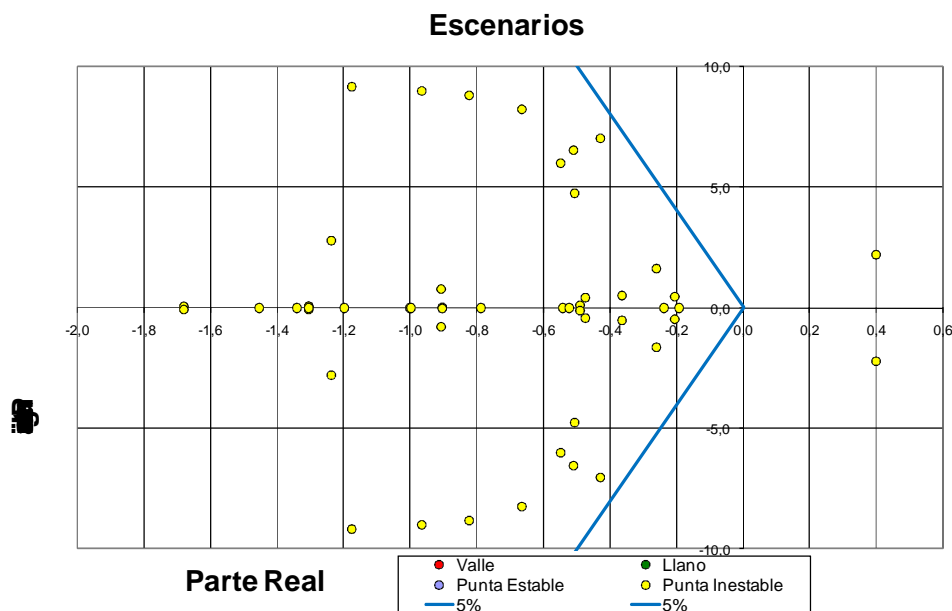 Escenarios
10,0
5,0
0,0
-2,0 -1,8 -1,6 -1,4 -1,2 -1,0 -0,8 -0,6 -0,4 -0,2 0,0 0,2 0,4 0,6
-5,0
-10,0
Parte Real
Valle Llano
Punta Estable Punta Inestable
5% 5%